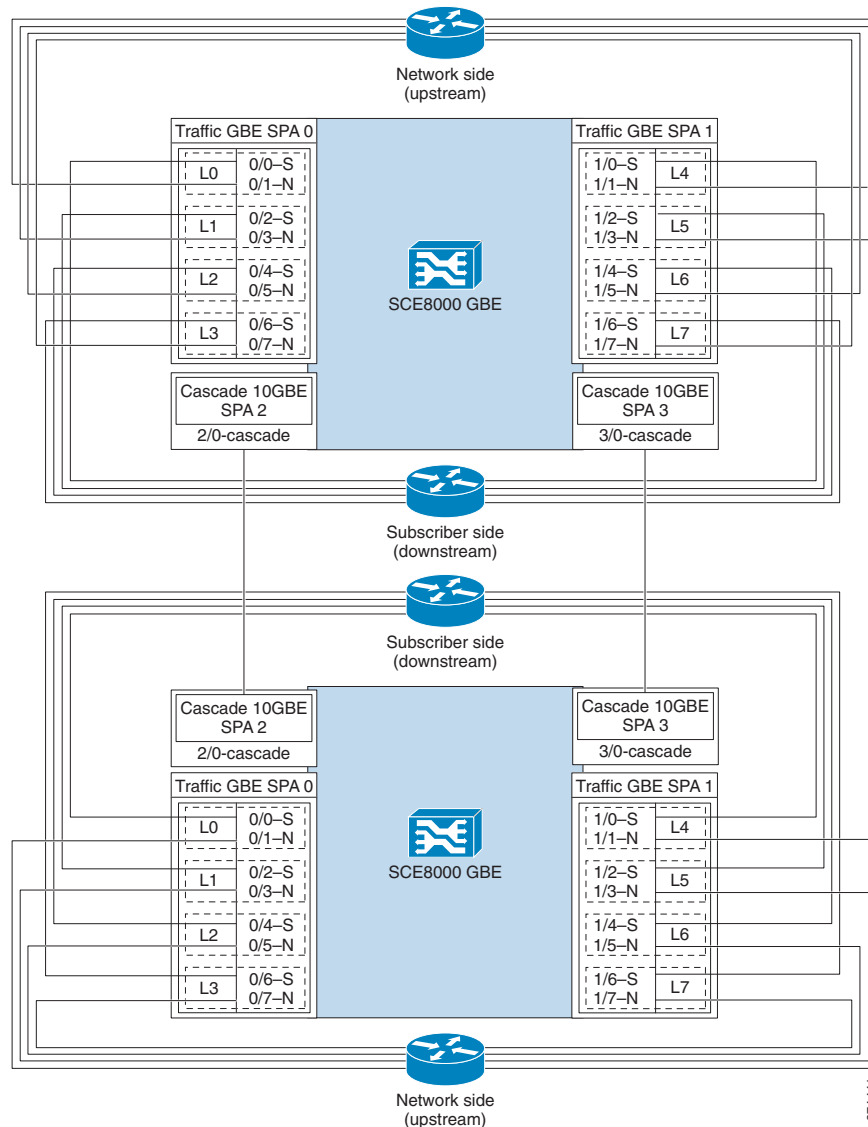 Network side
(upstream)
Traffic GBE SPA 0
L0
0/0–S
0/1–N
L1
0/2–S
0/3–N
L2
0/4–S
0/5–N
L3
0/6–S
0/7–N
Cascade 10GBE
SPA 2
2/0-cascade
SCE8000 GBE
Traffic GBE SPA 1
1/0–S
1/1–N
L4
1/2–S
1/3–N
L5
1/4–S
1/5–N
L6
1/6–S
1/7–N
L7
Cascade 10GBE
SPA 3
3/0-cascade
Subscriber side
(downstream)
Subscriber side
(downstream)
Cascade 10GBE
SPA 2
2/0-cascade
Traffic GBE SPA 0
L0
0/0–S
0/1–N
L1
0/2–S
0/3–N
L2
0/4–S
0/5–N
L3
0/6–S
0/7–N
SCE8000 GBE
Cascade 10GBE
SPA 3
3/0-cascade
Traffic GBE SPA 1
1/0–S
1/1–N
L4
1/2–S
1/3–N
L5
1/4–S
1/5–N
L6
1/6–S
1/7–N
L7
Network side
(upstream)